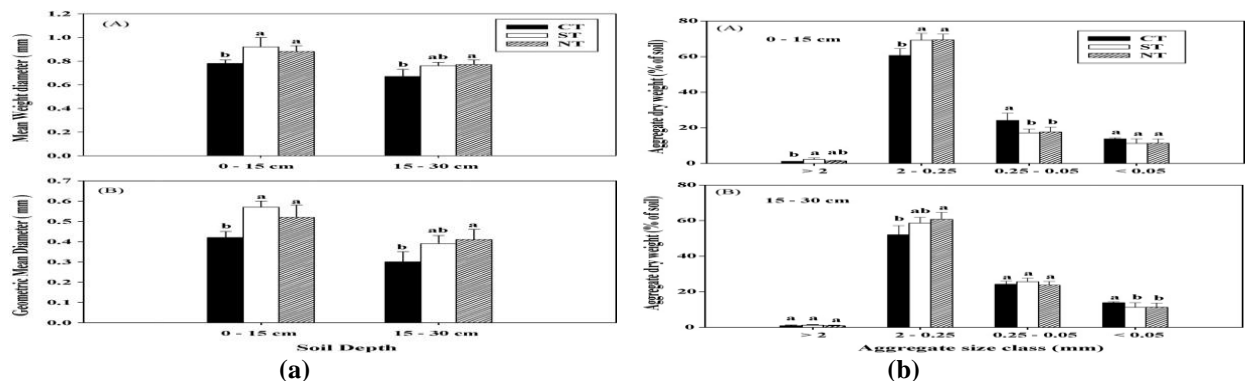 (A)
CT
ST
NT
Mean Weight diameter ( mm)
1.2
1.0
0.8
0.6
0.4
0.2
0.0
b a a
b ab a
0 - 15 cm 15 - 30 cm
(B)
Geometric Mean Diameter ( mm)
0.7
0.6
0.5
0.4
0.3
0.2
0.1
0.0
b a a
b ab a
0 - 15 cm 15 - 30 cm
Soil Depth
(a)
(A) 0 - 15 cm
CT
ST
NT
Aggregate dry weight (% of soil)
80
60
40
20
0
b a ab
b a a
a b b
a a a
> 2 2 - 0.25 0.25 - 0.05 < 0.05
(B) 15 - 30 cm
Aggregate dry weight (% of soil)
80
60
40
20
0
a a a
b ab a
a a a
a b b
> 2 2 - 0.25 0.25 - 0.05 < 0.05
Aggregate size class (mm)
(b)